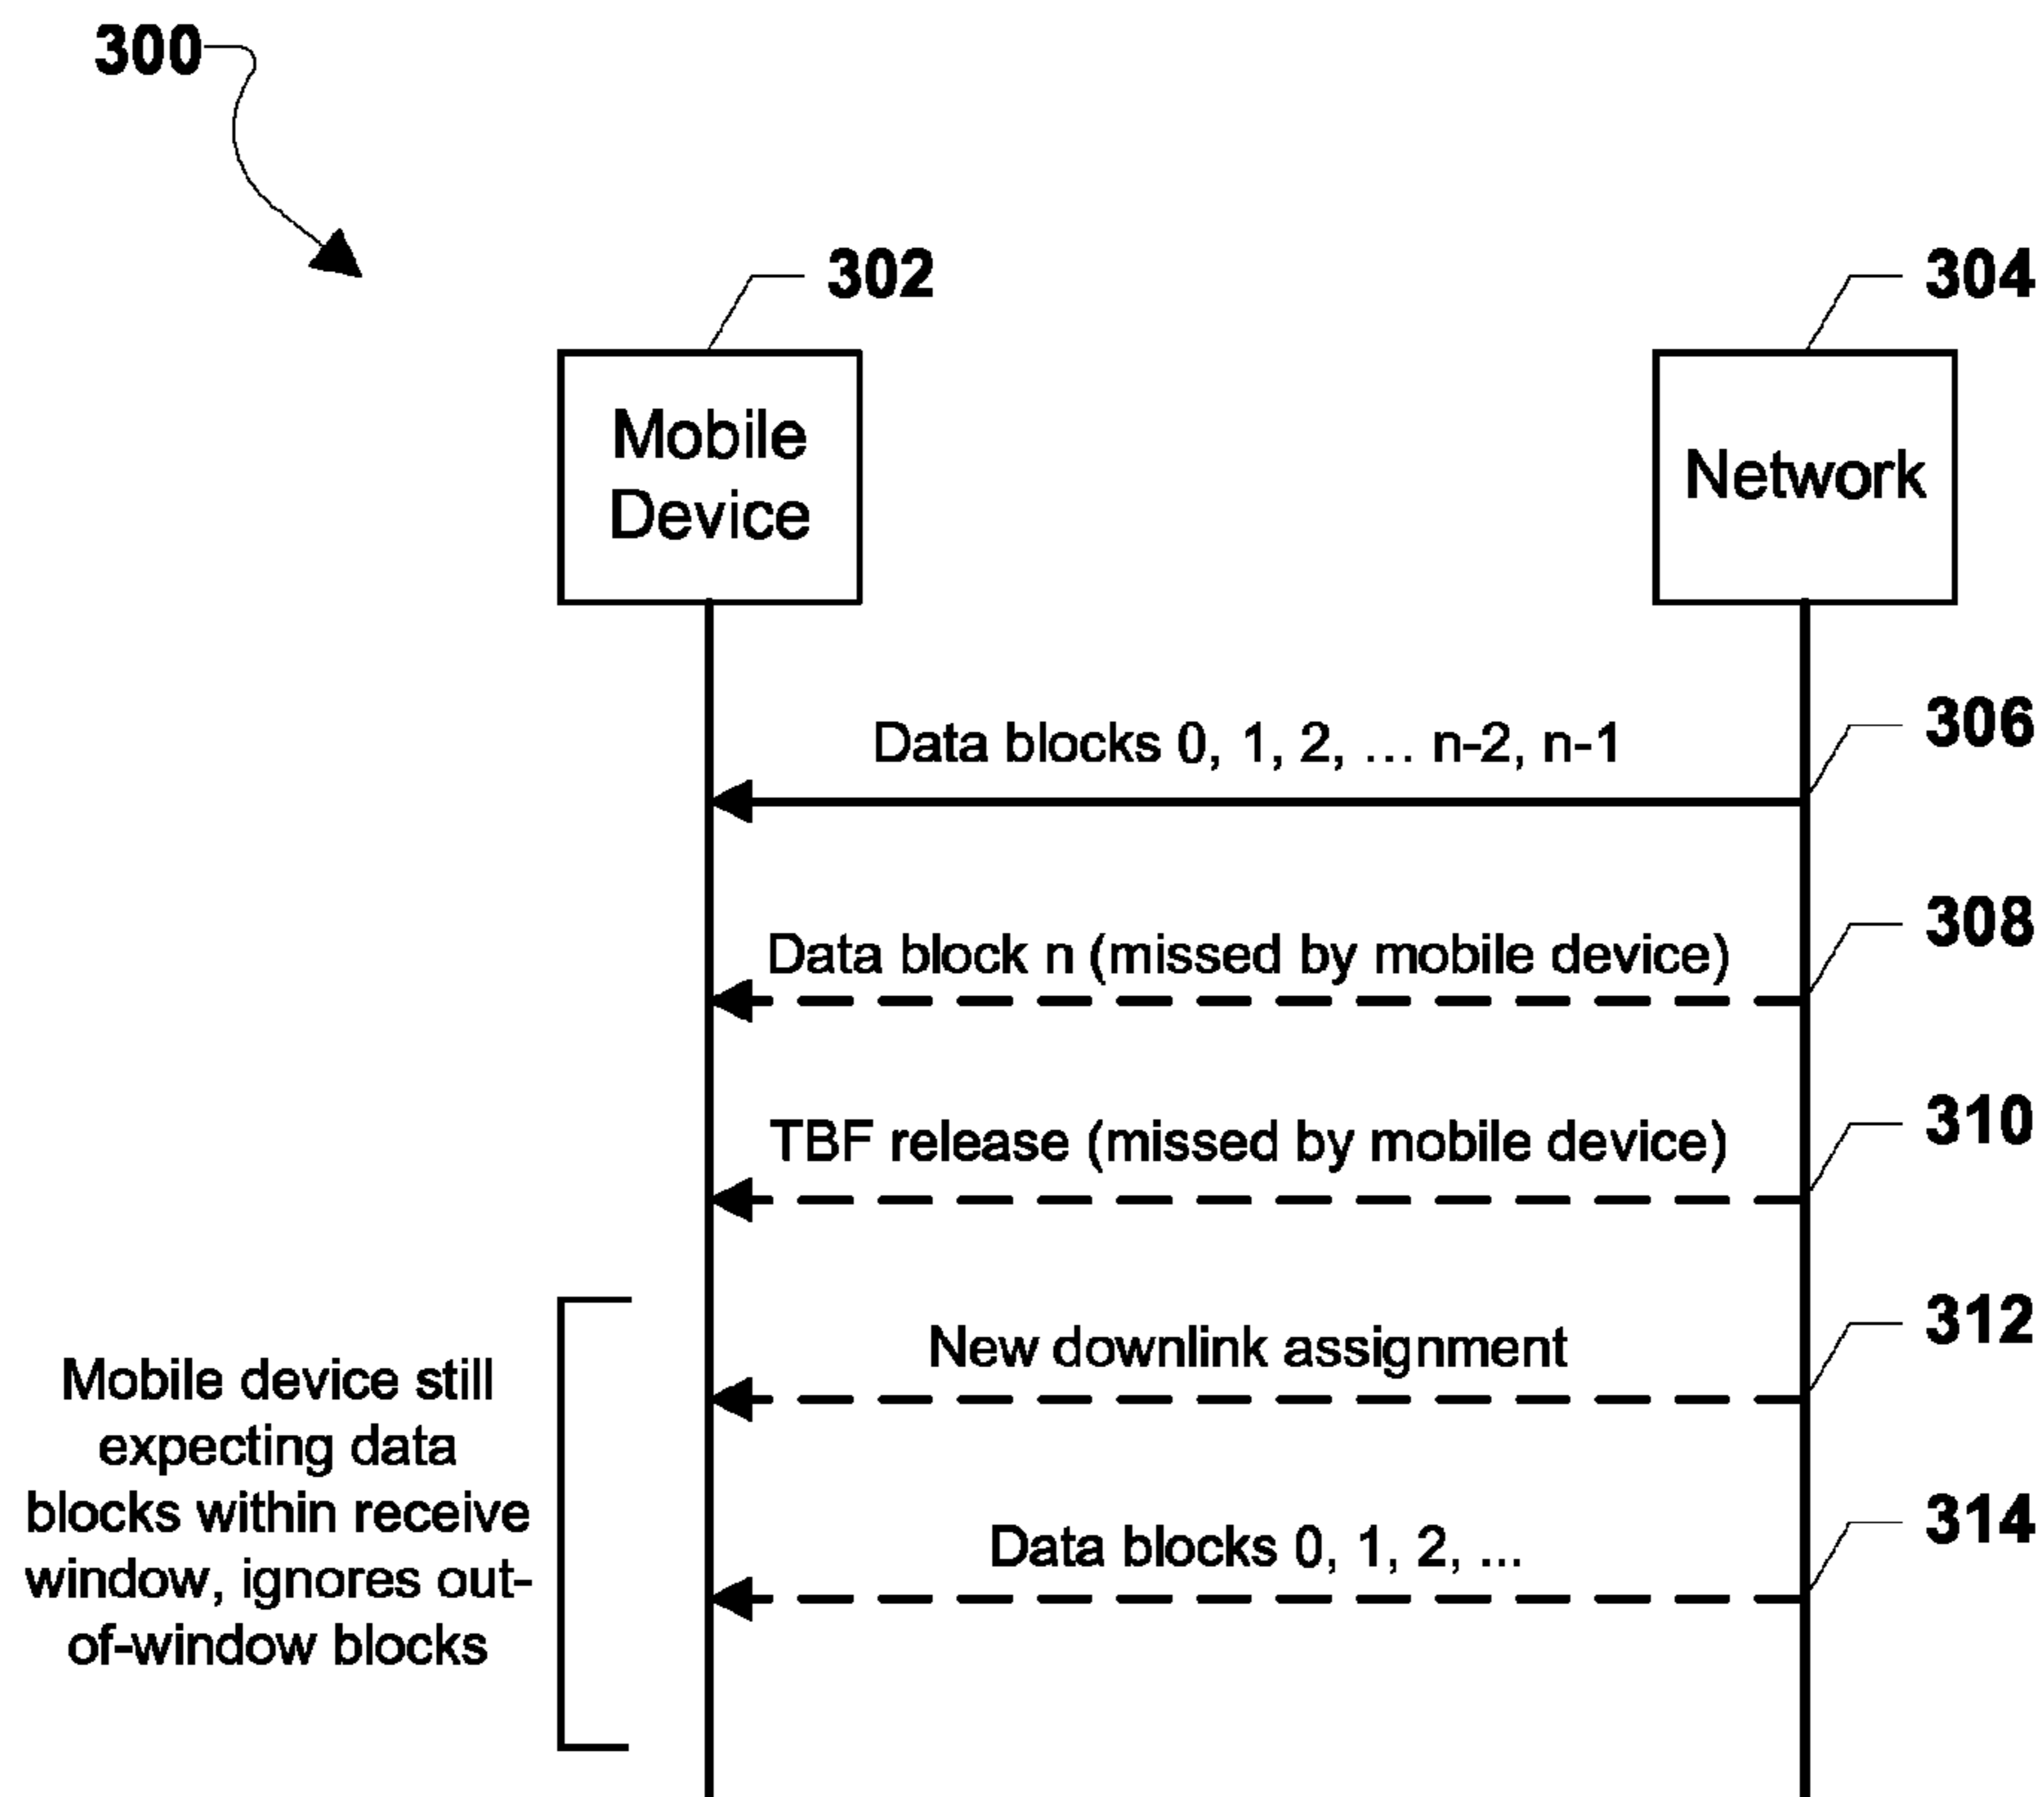 300
302
304
Mobile
Device
Network
306
Data blocks 0, 1, 2, ... n-2, n-1
308
Data block n (missed by mobile device)
310
TBF release (missed by mobile device)
312
New downlink assignment
Mobile device still
expecting data
blocks within receive
window, ignores out-
of-window blocks
314
Data blocks 0, 1, 2, ...